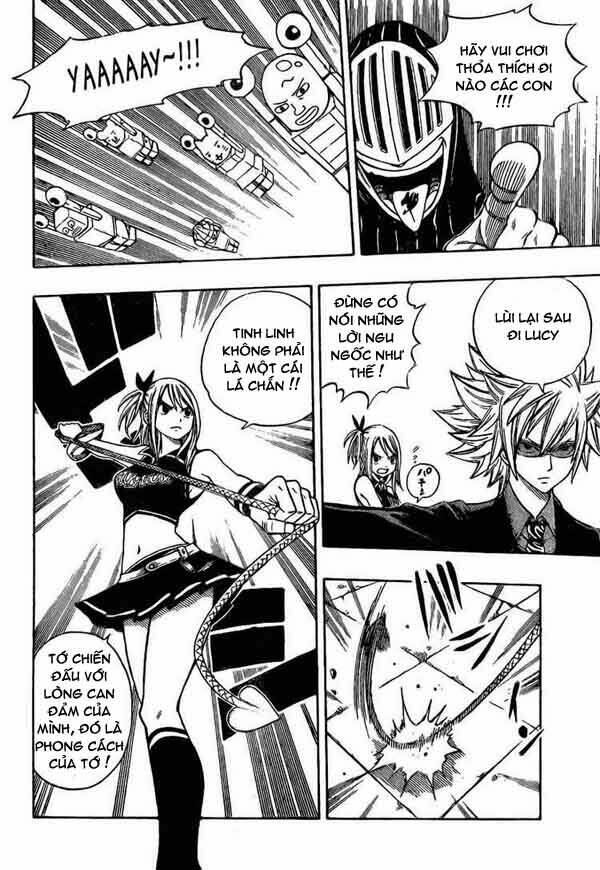 HÃY VUI CHƠI
THỎA THÍCH ĐI
NÀO CÁC CON
!!!
YAAAAAY~!!!
LÙI LẠI SAU
ĐI LUCY
ĐỪNG CÓ
NÓI NHỮNG
LỜI NGU
NGỐC NHƯ
THẾ !
TINH LINH
KHÔNG PHẢI
LÀ MỘT CÁI
LÁ CHẮN !!
TỚ CHIẾN
ĐẤU VỚI
LÒNG CAN
ĐẢM CỦA
MÌNH, ĐÓ LÀ
PHONG CÁCH
CỦA TỚ !